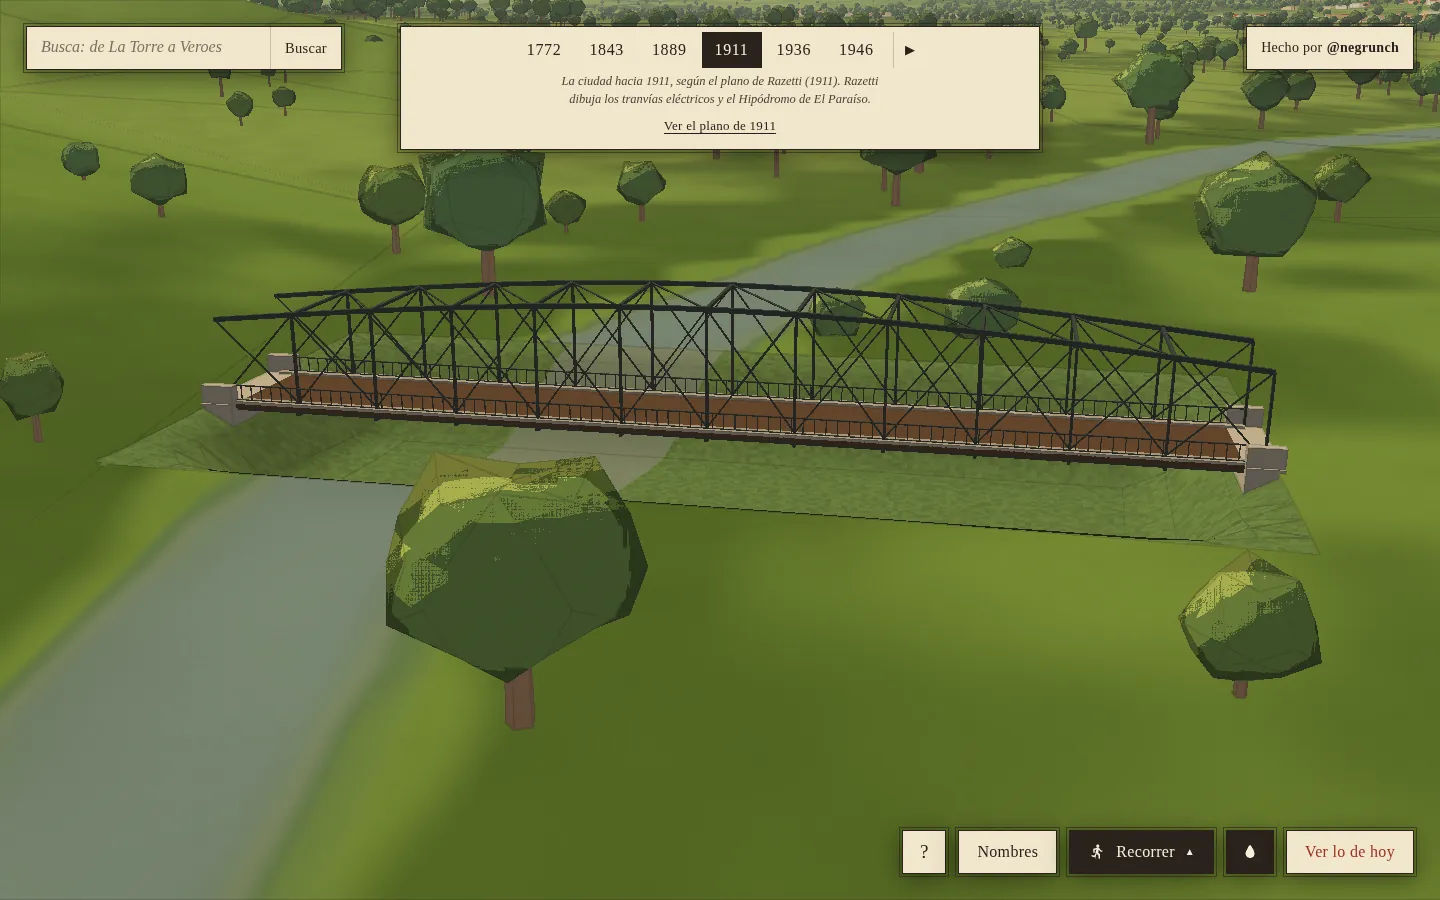 Busca: de La Torre a Veroes
Buscar
1772 1843 1889 1911 1936 1946 ▶
La ciudad hacia 1911, según el plano de Razetti (1911). Razetti
dibuja los tranvías eléctricos y el Hipódromo de El Paraíso.
Ver el plano de 1911
Hecho por @negrunch
?
Nombres
Recorrer ▲
Ver lo de hoy